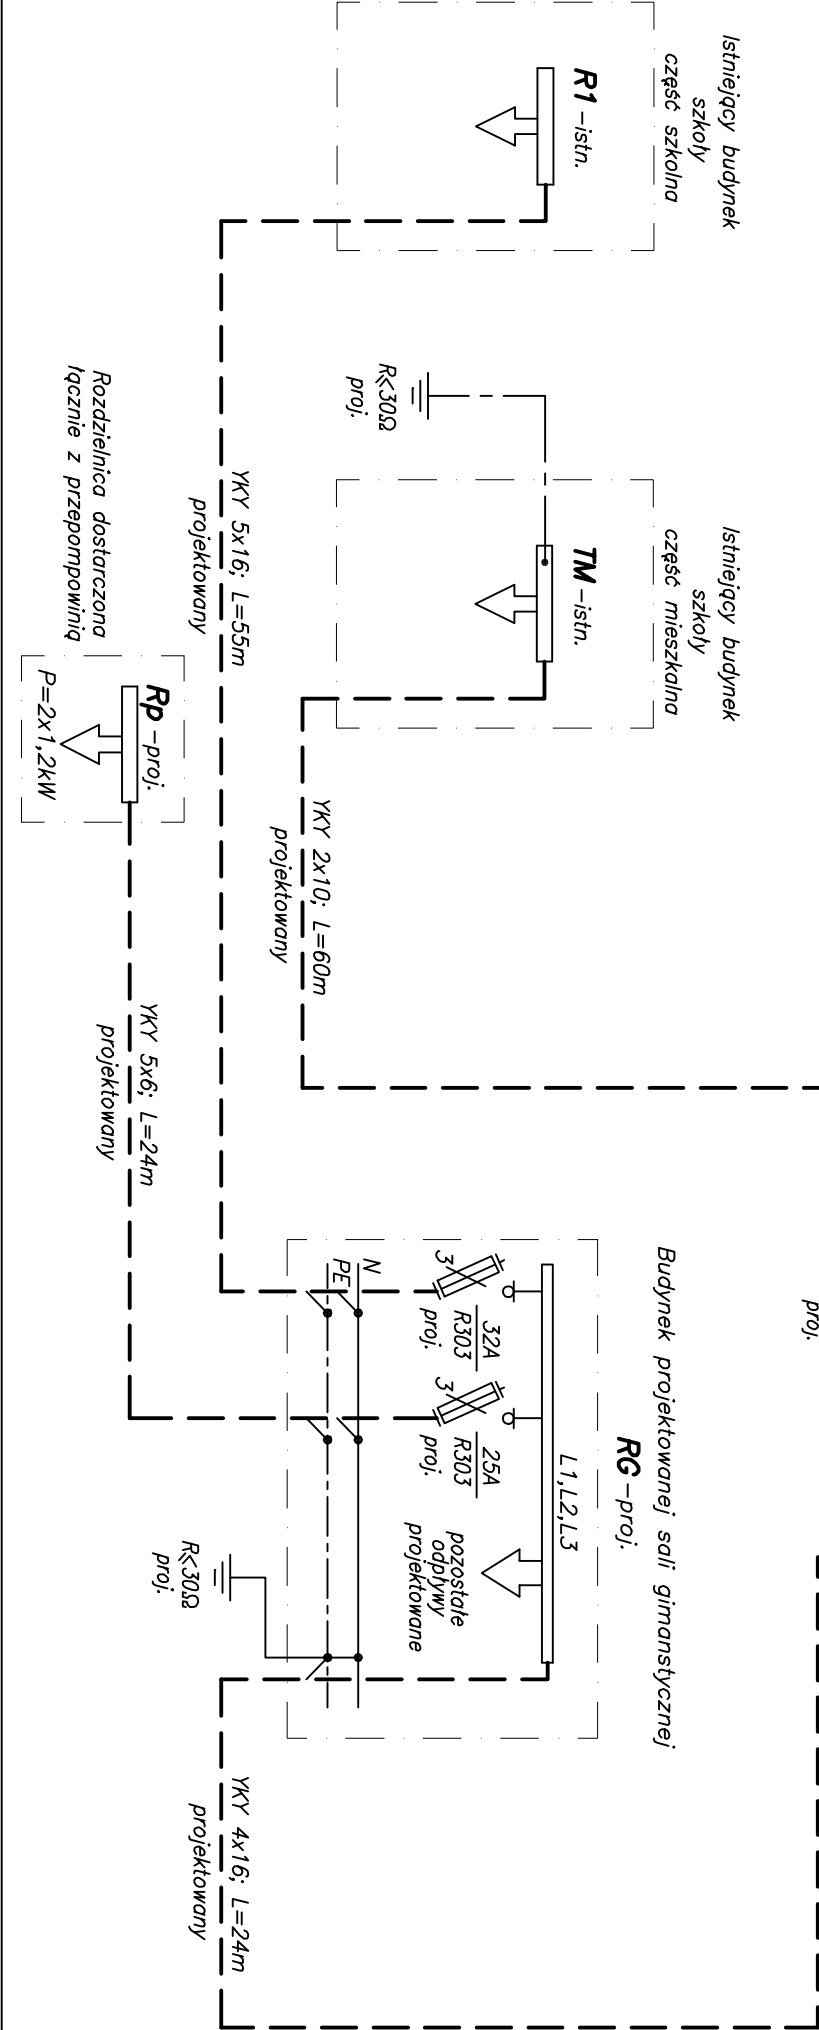 Istniejący budynek
szkoły
część szkolna
R1 -istn.
Istniejący budynek
szkoły
część mieszkalna
TM -istn.
R≤30Ω
proj.
YKY 5x16; L=55m
projektowany
Rozdzielnica dostarczona
łącznie z przepompowinią
Rp -proj.
P=2x1,2kW
YKY 2x10; L=60m
projektowany
YKY 5x6; L=24m
projektowany
proj.
Budynek projektowanej sali gimanstycznej
RG -proj.
L1,L2,L3
3
32A
R303
proj.
3
25A
R303
proj.
pozostałe
odpływy
projektowane
N
PE
R≤30Ω
proj.
YKY 4x16; L=24m
projektowany